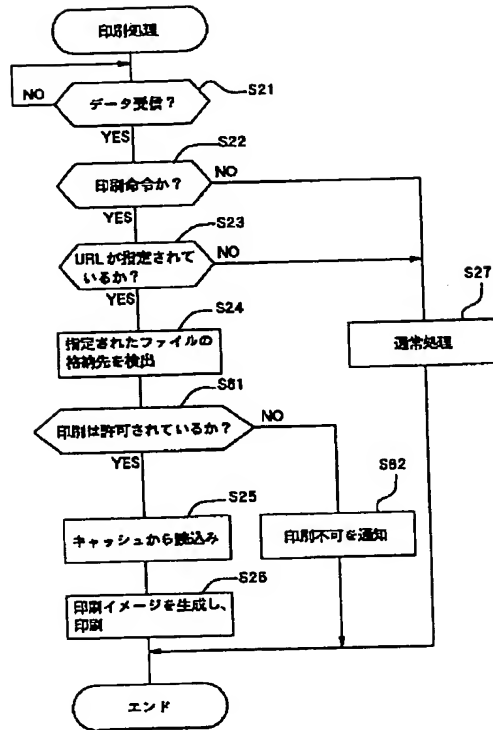 印刷処理
NO
データ受信?
S21
YES
S22
印刷命令か?
NO
YES
S23
URLが指定されて
いるか?
NO
YES
S24
S27
指定されたファイルの
格納先を検出
通常処理
S61
印刷は許可されているか?
NO
YES
S62
S25
キャッシュから読込み
印刷不可を通知
S26
印刷イメージを生成し、
印刷
エンド